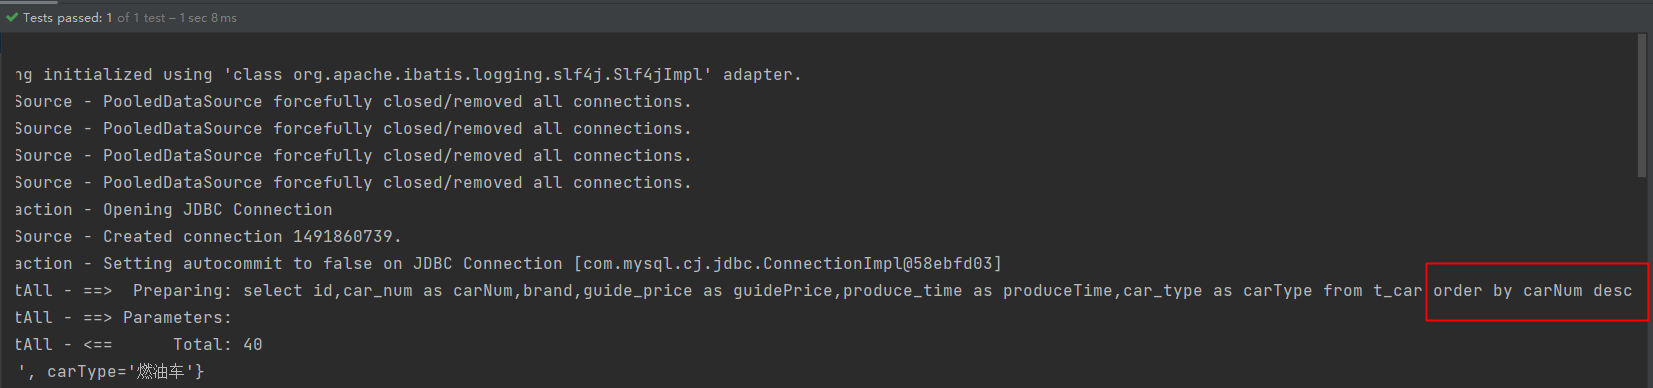 Tests passed: 1 of 1 test – 1 sec 8 ms
ng initialized using 'class org.apache.ibatis.logging.slf4j.Slf4jImpl' adapter.
Source - PooledDataSource forcefully closed/removed all connections.
Source - PooledDataSource forcefully closed/removed all connections.
Source - PooledDataSource forcefully closed/removed all connections.
Source - PooledDataSource forcefully closed/removed all connections.
action - Opening JDBC Connection
Source - Created connection 1491860739.
action - Setting autocommit to false on JDBC Connection [com.mysql.cj.jdbc.ConnectionImpl@58ebfd03]
tAll - ==>  Preparing: select id,car_num as carNum,brand,guide_price as guidePrice,produce_time as produceTime,car_type as carType from t_car order by carNum desc
tAll - ==> Parameters:
tAll - <==      Total: 40
', carType='燃油车'}